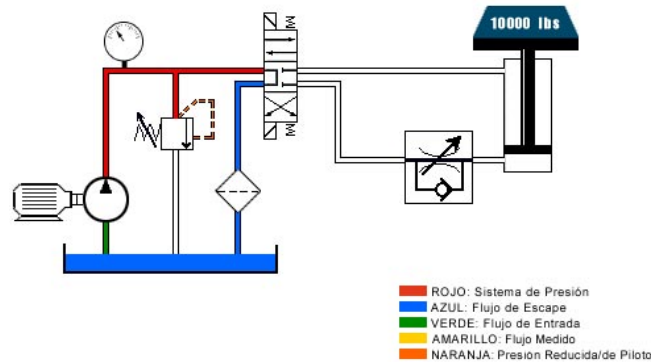 10000 lbs
ROJO: Sistema de Presión
AZUL: Flujo de Escape
VERDE: Flujo de Entrada
AMARILLO: Flujo Medido
NARANJA: Presion Reducida/de Piloto